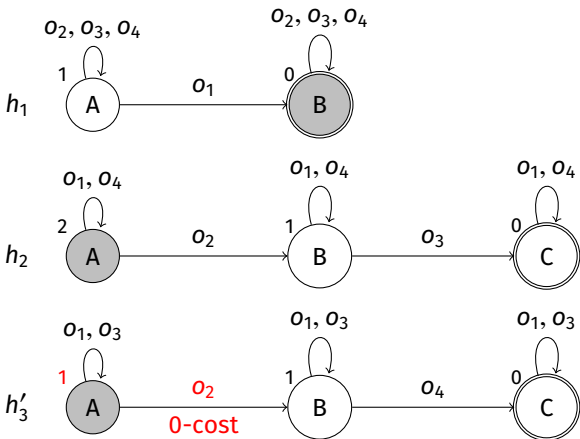 o₂, o₃, o₄ o₂, o₃, o₄
1 0
h₁ A o₁ B
o₁, o₄ o₁, o₄ o₁, o₄
2 1 0
h₂ A o₂ B o₃ C
o₁, o₃ o₁, o₃ o₁, o₃
1 1 0
h′₃ A o₂ B o₄ C
0-cost